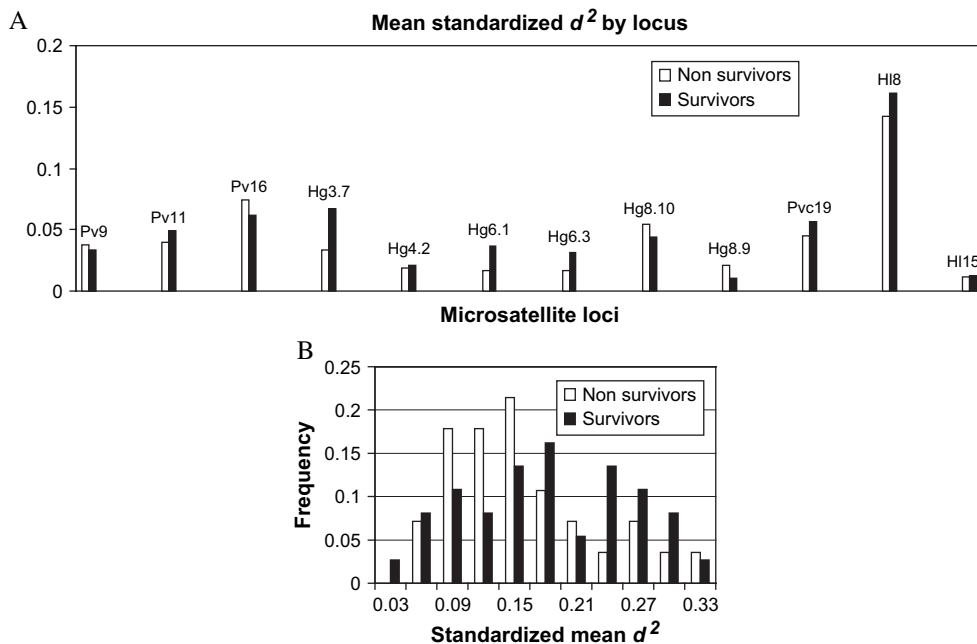 A
Mean standardized d² by locus
0.2
0.15
0.1
0.05
0
Non survivors
Survivors
Pv9
Pv11
Pv16
Hg3.7
Hg4.2
Hg6.1
Hg6.3
Hg8.10
Hg8.9
Pvc19
Hl8
Hl15
Microsatellite loci
B
0.25
0.2
0.15
0.1
0.05
0
Frequency
Non survivors
Survivors
0.03 0.09 0.15 0.21 0.27 0.33
Standardized mean d²